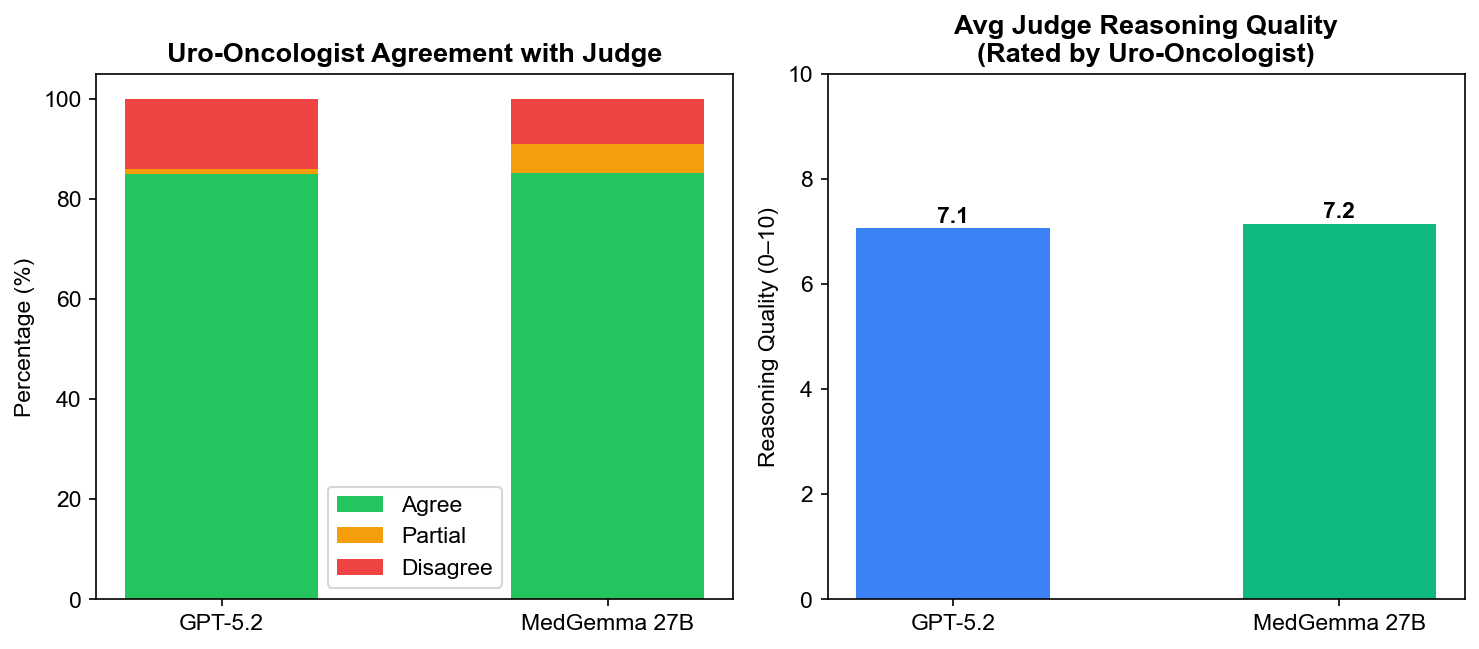 Uro-Oncologist Agreement with Judge
Percentage (%)
100
80
60
40
20
0
Agree
Partial
Disagree
GPT-5.2
MedGemma 27B
Avg Judge Reasoning Quality
(Rated by Uro-Oncologist)
Reasoning Quality (0–10)
10
8
6
4
2
0
7.1
7.2
GPT-5.2
MedGemma 27B